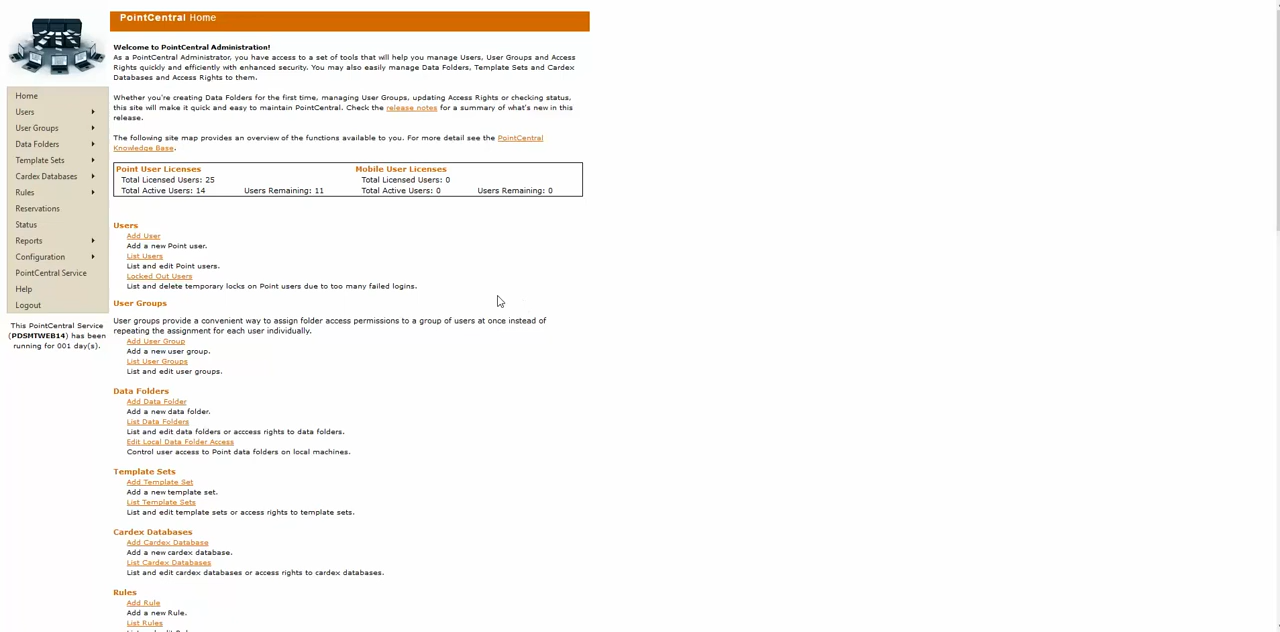 PointCentral Home
Home
Users
User Groups
Data Folders
Template Sets
Cardex Databases
Rules
Reservations
Status
Reports
Configuration
PointCentral Service
Help
Logout
This PointCentral Service
(PDSMTWEB14) has been
running for 001 day(s).
Welcome to PointCentral Administration!
As a PointCentral Administrator, you have access to a set of tools that will help you manage Users, User Groups and Access
Rights quickly and efficiently with enhanced security. You may also easily manage Data Folders, Template Sets and Cardex
Databases and Access Rights to them.
Whether you're creating Data Folders for the first time, managing User Groups, updating Access Rights or checking status,
this site will make it quick and easy to maintain PointCentral. Check the release notes for a summary of what's new in this
release.
The following site map provides an overview of the functions available to you. For more detail see the PointCentral
Knowledge Base.
Point User Licenses
Total Licensed Users: 25
Total Active Users: 14 Users Remaining: 11
Mobile User Licenses
Total Licensed Users: 0
Total Active Users: 0 Users Remaining: 0
Users
Add User
Add a new Point user.
List Users
List and edit Point users.
Locked Out Users
List and delete temporary locks on Point users due to too many failed logins.
User Groups
User groups provide a convenient way to assign folder access permissions to a group of users at once instead of
repeating the assignment for each user individually.
Add User Group
Add a new user group.
List User Groups
List and edit user groups.
Data Folders
Add Data Folder
Add a new data folder.
List Data Folders
List and edit data folders or acccess rights to data folders.
Edit Local Data Folder Access
Control user access to Point data folders on local machines.
Template Sets
Add Template Set
Add a new template set.
List Template Sets
List and edit template sets or access rights to template sets.
Cardex Databases
Add Cardex Database
Add a new cardex database.
List Cardex Databases
List and edit cardex databases or access rights to cardex databases.
Rules
Add Rule
Add a new Rule.
List Rules